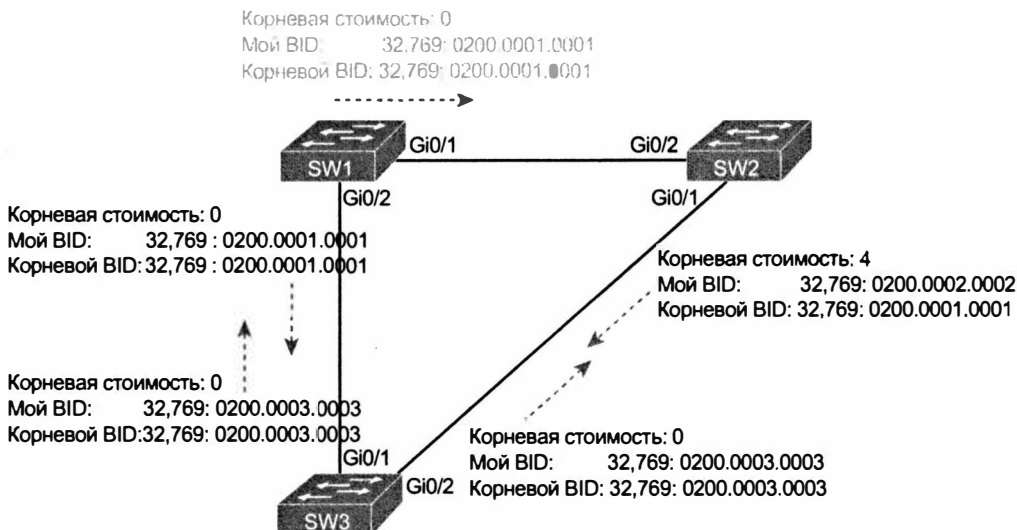 Корневая стоимость: 0
Мой BID: 32,769: 0200.0001.0001
Корневой BID: 32,769: 0200.0001.0001
Gi0/1
Gi0/2
SW1
SW2
Gi0/2
Gi0/1
Корневая стоимость: 0
Мой BID: 32,769 : 0200.0001.0001
Корневой BID: 32,769 : 0200.0001.0001
Корневая стоимость: 4
Мой BID: 32,769: 0200.0002.0002
Корневой BID: 32,769: 0200.0001.0001
Корневая стоимость: 0
Мой BID: 32,769: 0200.0003.0003
Корневой BID:32,769: 0200.0003.0003
Корневая стоимость: 0
Мой BID: 32,769: 0200.0003.0003
Корневой BID: 32,769: 0200.0003.0003
Gi0/1
Gi0/2
SW3